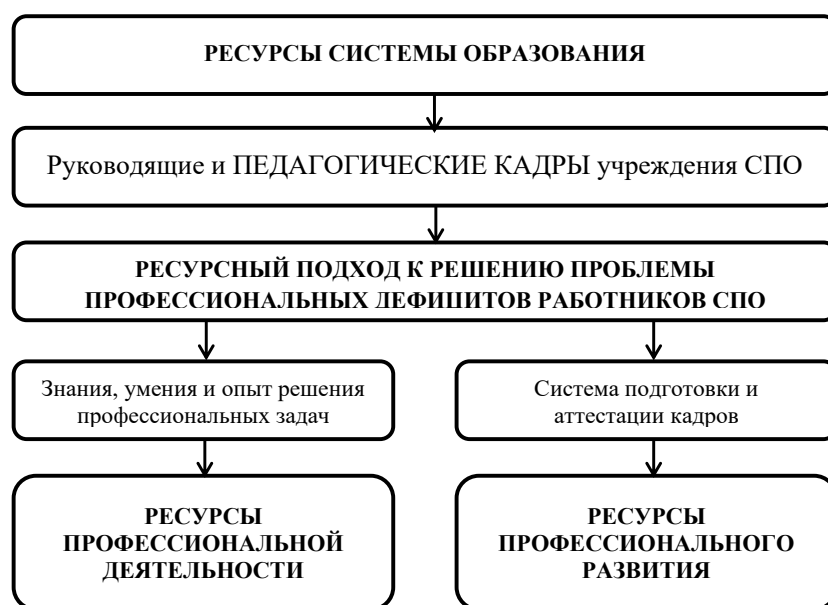 РЕСУРСЫ СИСТЕМЫ ОБРАЗОВАНИЯ
Руководящие и ПЕДАГОГИЧЕСКИЕ КАДРЫ учреждения СПО
РЕСУРСНЫЙ ПОДХОД К РЕШЕНИЮ ПРОБЛЕМЫ
ПРОФЕССИОНАЛЬНЫХ ДЕФИЦИТОВ РАБОТНИКОВ СПО
Знания, умения и опыт решения
профессиональных задач
Система подготовки и
аттестации кадров
РЕСУРСЫ
ПРОФЕССИОНАЛЬНОЙ
ДЕЯТЕЛЬНОСТИ
РЕСУРСЫ
ПРОФЕССИОНАЛЬНОГО
РАЗВИТИЯ